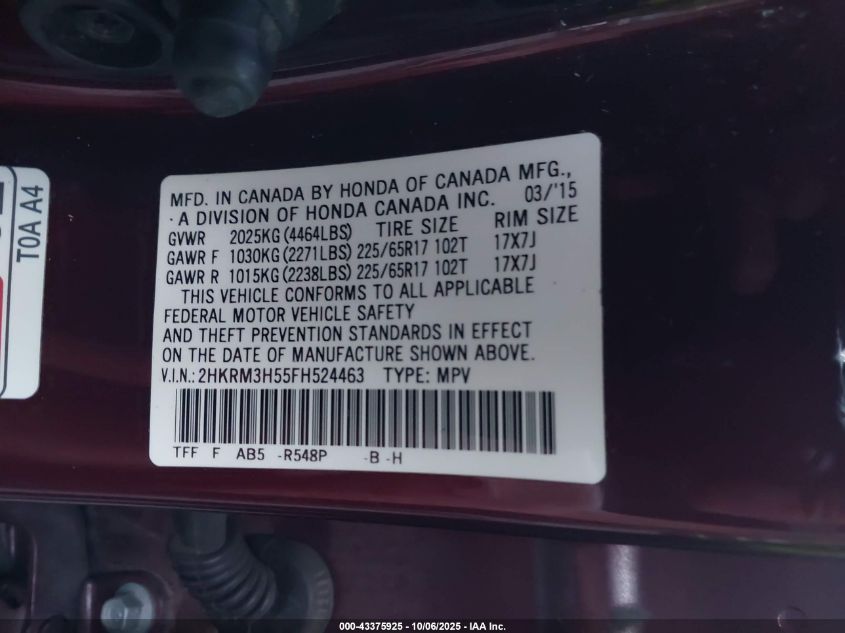 T0A A4
MFD. IN CANADA BY HONDA OF CANADA MFG.,
A DIVISION OF HONDA CANADA INC. 03/'15
GVWR 2025KG (4464LBS) TIRE SIZE RIM SIZE
GAWR F 1030KG (2271LBS) 225/65R17 102T 17X7J
GAWR R 1015KG (2238LBS) 225/65R17 102T 17X7J
THIS VEHICLE CONFORMS TO ALL APPLICABLE
FEDERAL MOTOR VEHICLE SAFETY
AND THEFT PREVENTION STANDARDS IN EFFECT
ON THE DATE OF MANUFACTURE SHOWN ABOVE.
V.I.N.: 2HKRM3H55FH524463 TYPE: MPV
TFF F AB5 -R548P -B -H
000-43375925 - 10/06/2025 - IAA Inc.